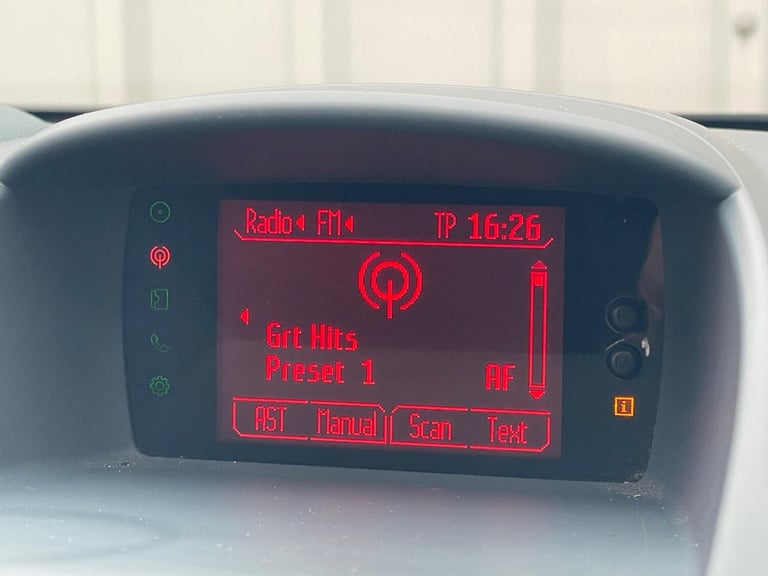 Radio FM TP 16:26
Grt Hits
Preset 1 AF
AST Manual Scan Text
i